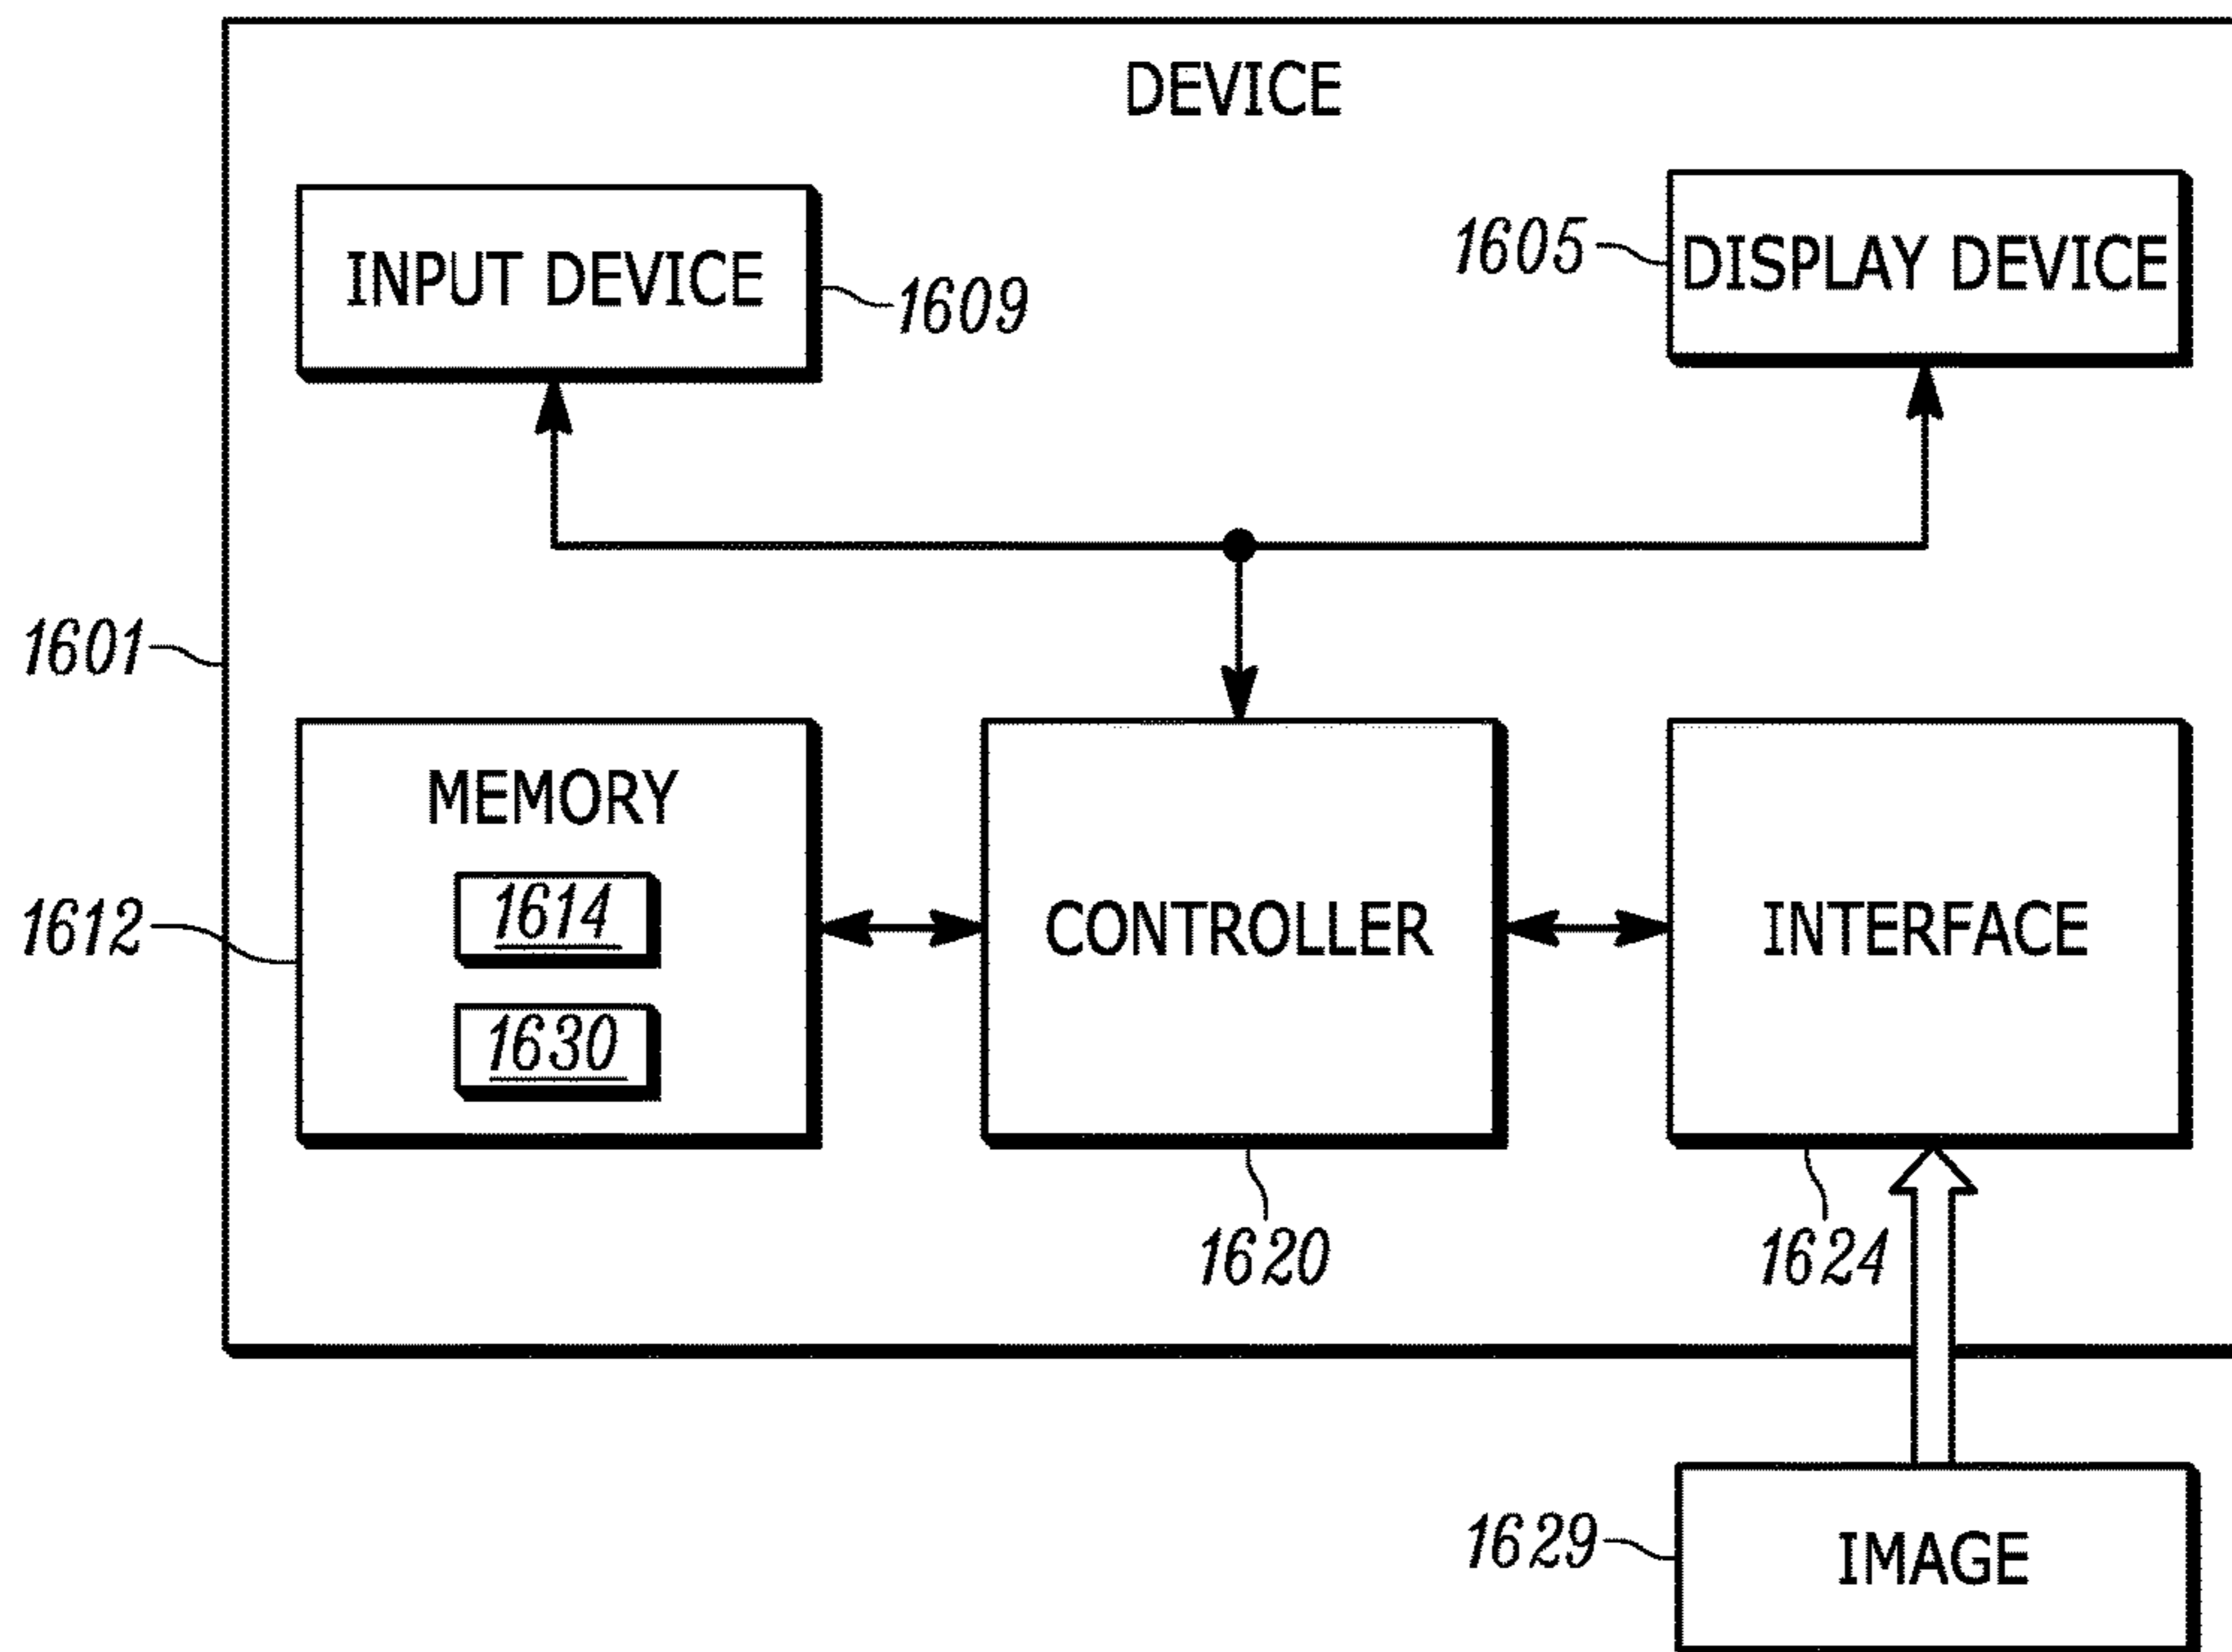 DEVICE
INPUT DEVICE
1609
1605
DISPLAY DEVICE
1601
MEMORY
1614
1630
1612
CONTROLLER
INTERFACE
1620
1624
1629
IMAGE